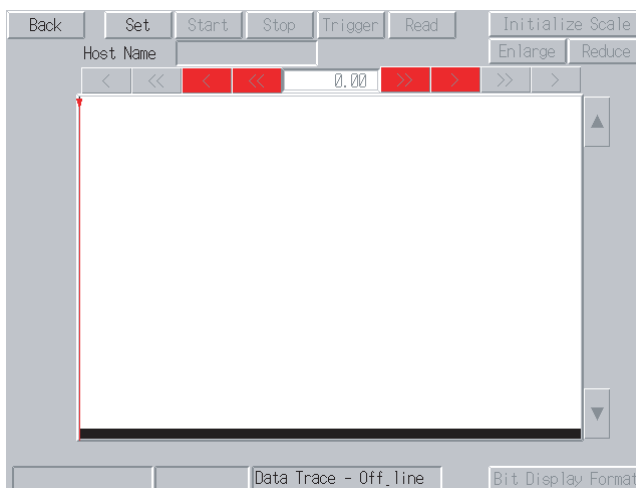 Back Set Start Stop Trigger Read Initialize Scale
Host Name Enlarge Reduce
< << < << 0.00 >> > >> >
▲
▼
Data Trace - Off_line Bit Display Format